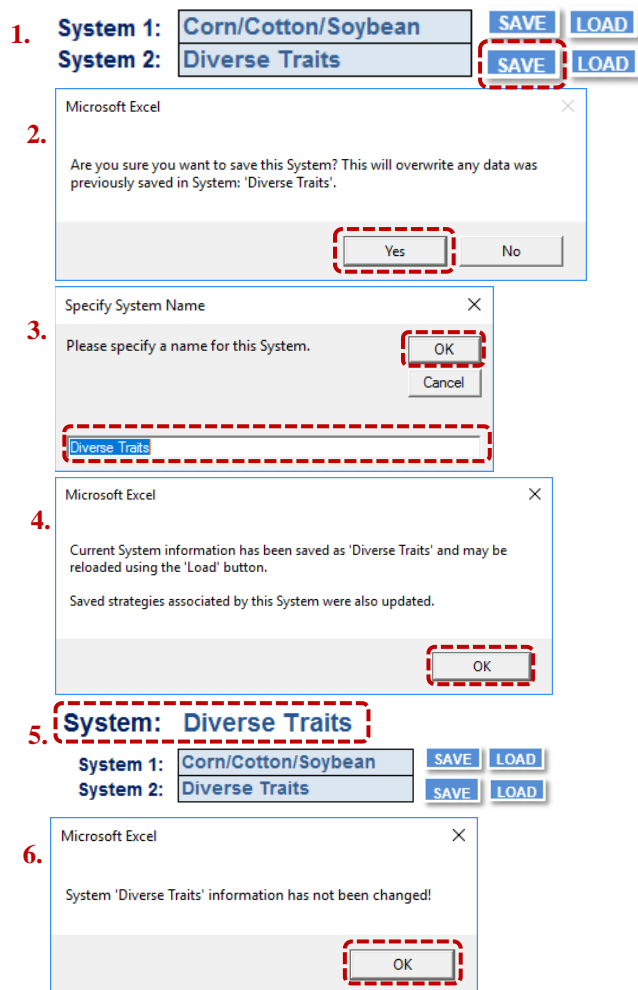 1. System 1: Corn/Cotton/Soybean SAVE LOAD
System 2: Diverse Traits SAVE LOAD
2. Microsoft Excel
Are you sure you want to save this System? This will overwrite any data was
previously saved in System: 'Diverse Traits'.
Yes No
3. Specify System Name
Please specify a name for this System.
OK
Cancel
Diverse Traits
4. Microsoft Excel
Current System information has been saved as 'Diverse Traits' and may be
reloaded using the 'Load' button.
Saved strategies associated by this System were also updated.
OK
5. System: Diverse Traits
System 1: Corn/Cotton/Soybean SAVE LOAD
System 2: Diverse Traits SAVE LOAD
6. Microsoft Excel
System 'Diverse Traits' information has not been changed!
OK